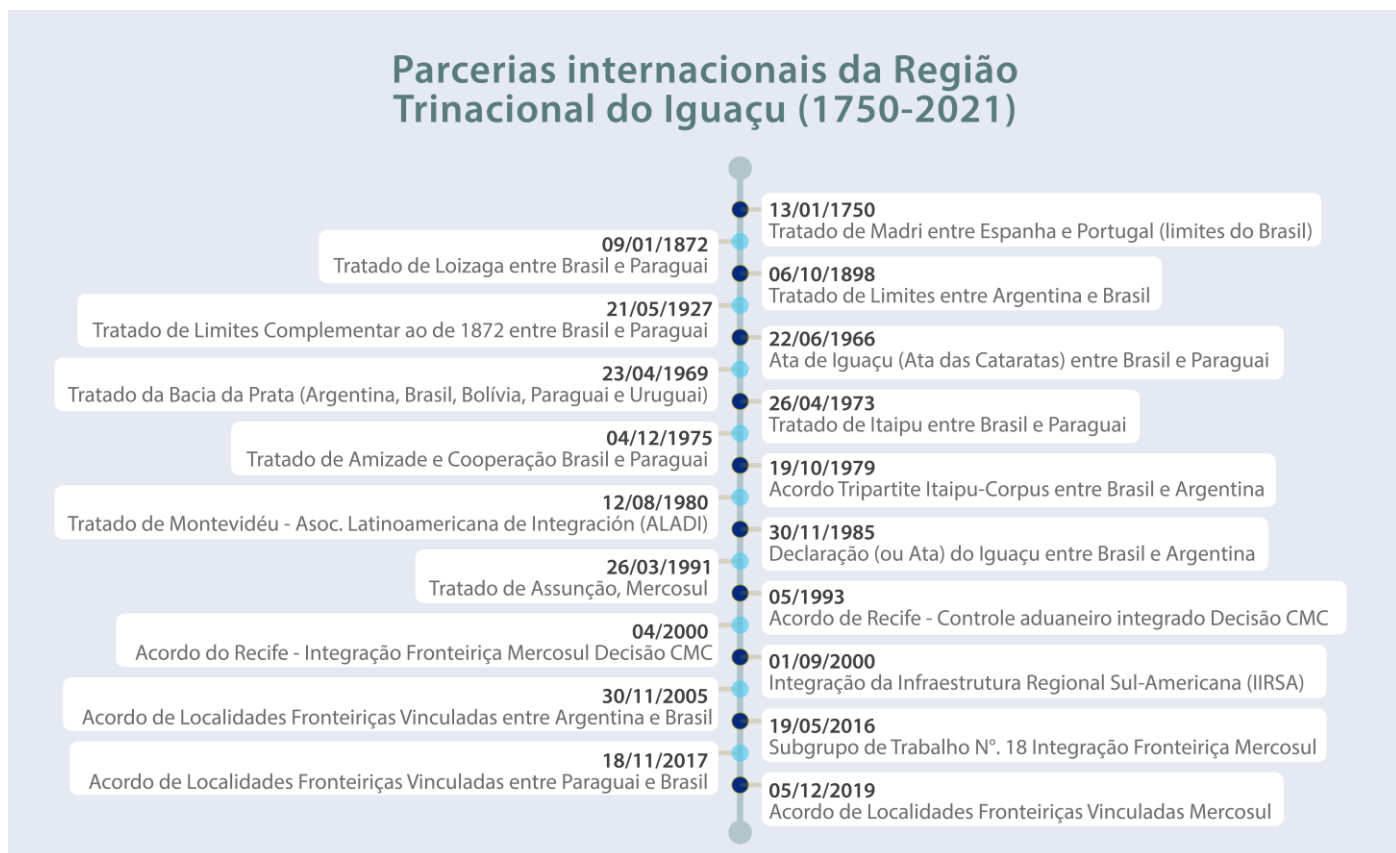 Parcerias internacionais da Região
Trinacional do Iguaçu (1750-2021)
13/01/1750
Tratado de Madri entre Espanha e Portugal (limites do Brasil)
09/01/1872
Tratado de Loizaga entre Brasil e Paraguai
06/10/1898
Tratado de Limites entre Argentina e Brasil
21/05/1927
Tratado de Limites Complementar ao de 1872 entre Brasil e Paraguai
22/06/1966
Ata de Iguaçu (Ata das Cataratas) entre Brasil e Paraguai
23/04/1969
Tratado da Bacia da Prata (Argentina, Brasil, Bolívia, Paraguai e Uruguai)
26/04/1973
Tratado de Itaipu entre Brasil e Paraguai
04/12/1975
Tratado de Amizade e Cooperação Brasil e Paraguai
19/10/1979
Acordo Tripartite Itaipu-Corpus entre Brasil e Argentina
12/08/1980
Tratado de Montevidéu - Asoc. Latinoamericana de Integración (ALADI)
30/11/1985
Declaração (ou Ata) do Iguaçu entre Brasil e Argentina
26/03/1991
Tratado de Assunção, Mercosul
05/1993
Acordo de Recife - Controle aduaneiro integrado Decisão CMC
04/2000
Acordo do Recife - Integração Fronteiriça Mercosul Decisão CMC
01/09/2000
Integração da Infraestrutura Regional Sul-Americana (IIRSA)
30/11/2005
Acordo de Localidades Fronteiriças Vinculadas entre Argentina e Brasil
19/05/2016
Subgrupo de Trabalho N°. 18 Integração Fronteiriça Mercosul
18/11/2017
Acordo de Localidades Fronteiriças Vinculadas entre Paraguai e Brasil
05/12/2019
Acordo de Localidades Fronteiriças Vinculadas Mercosul